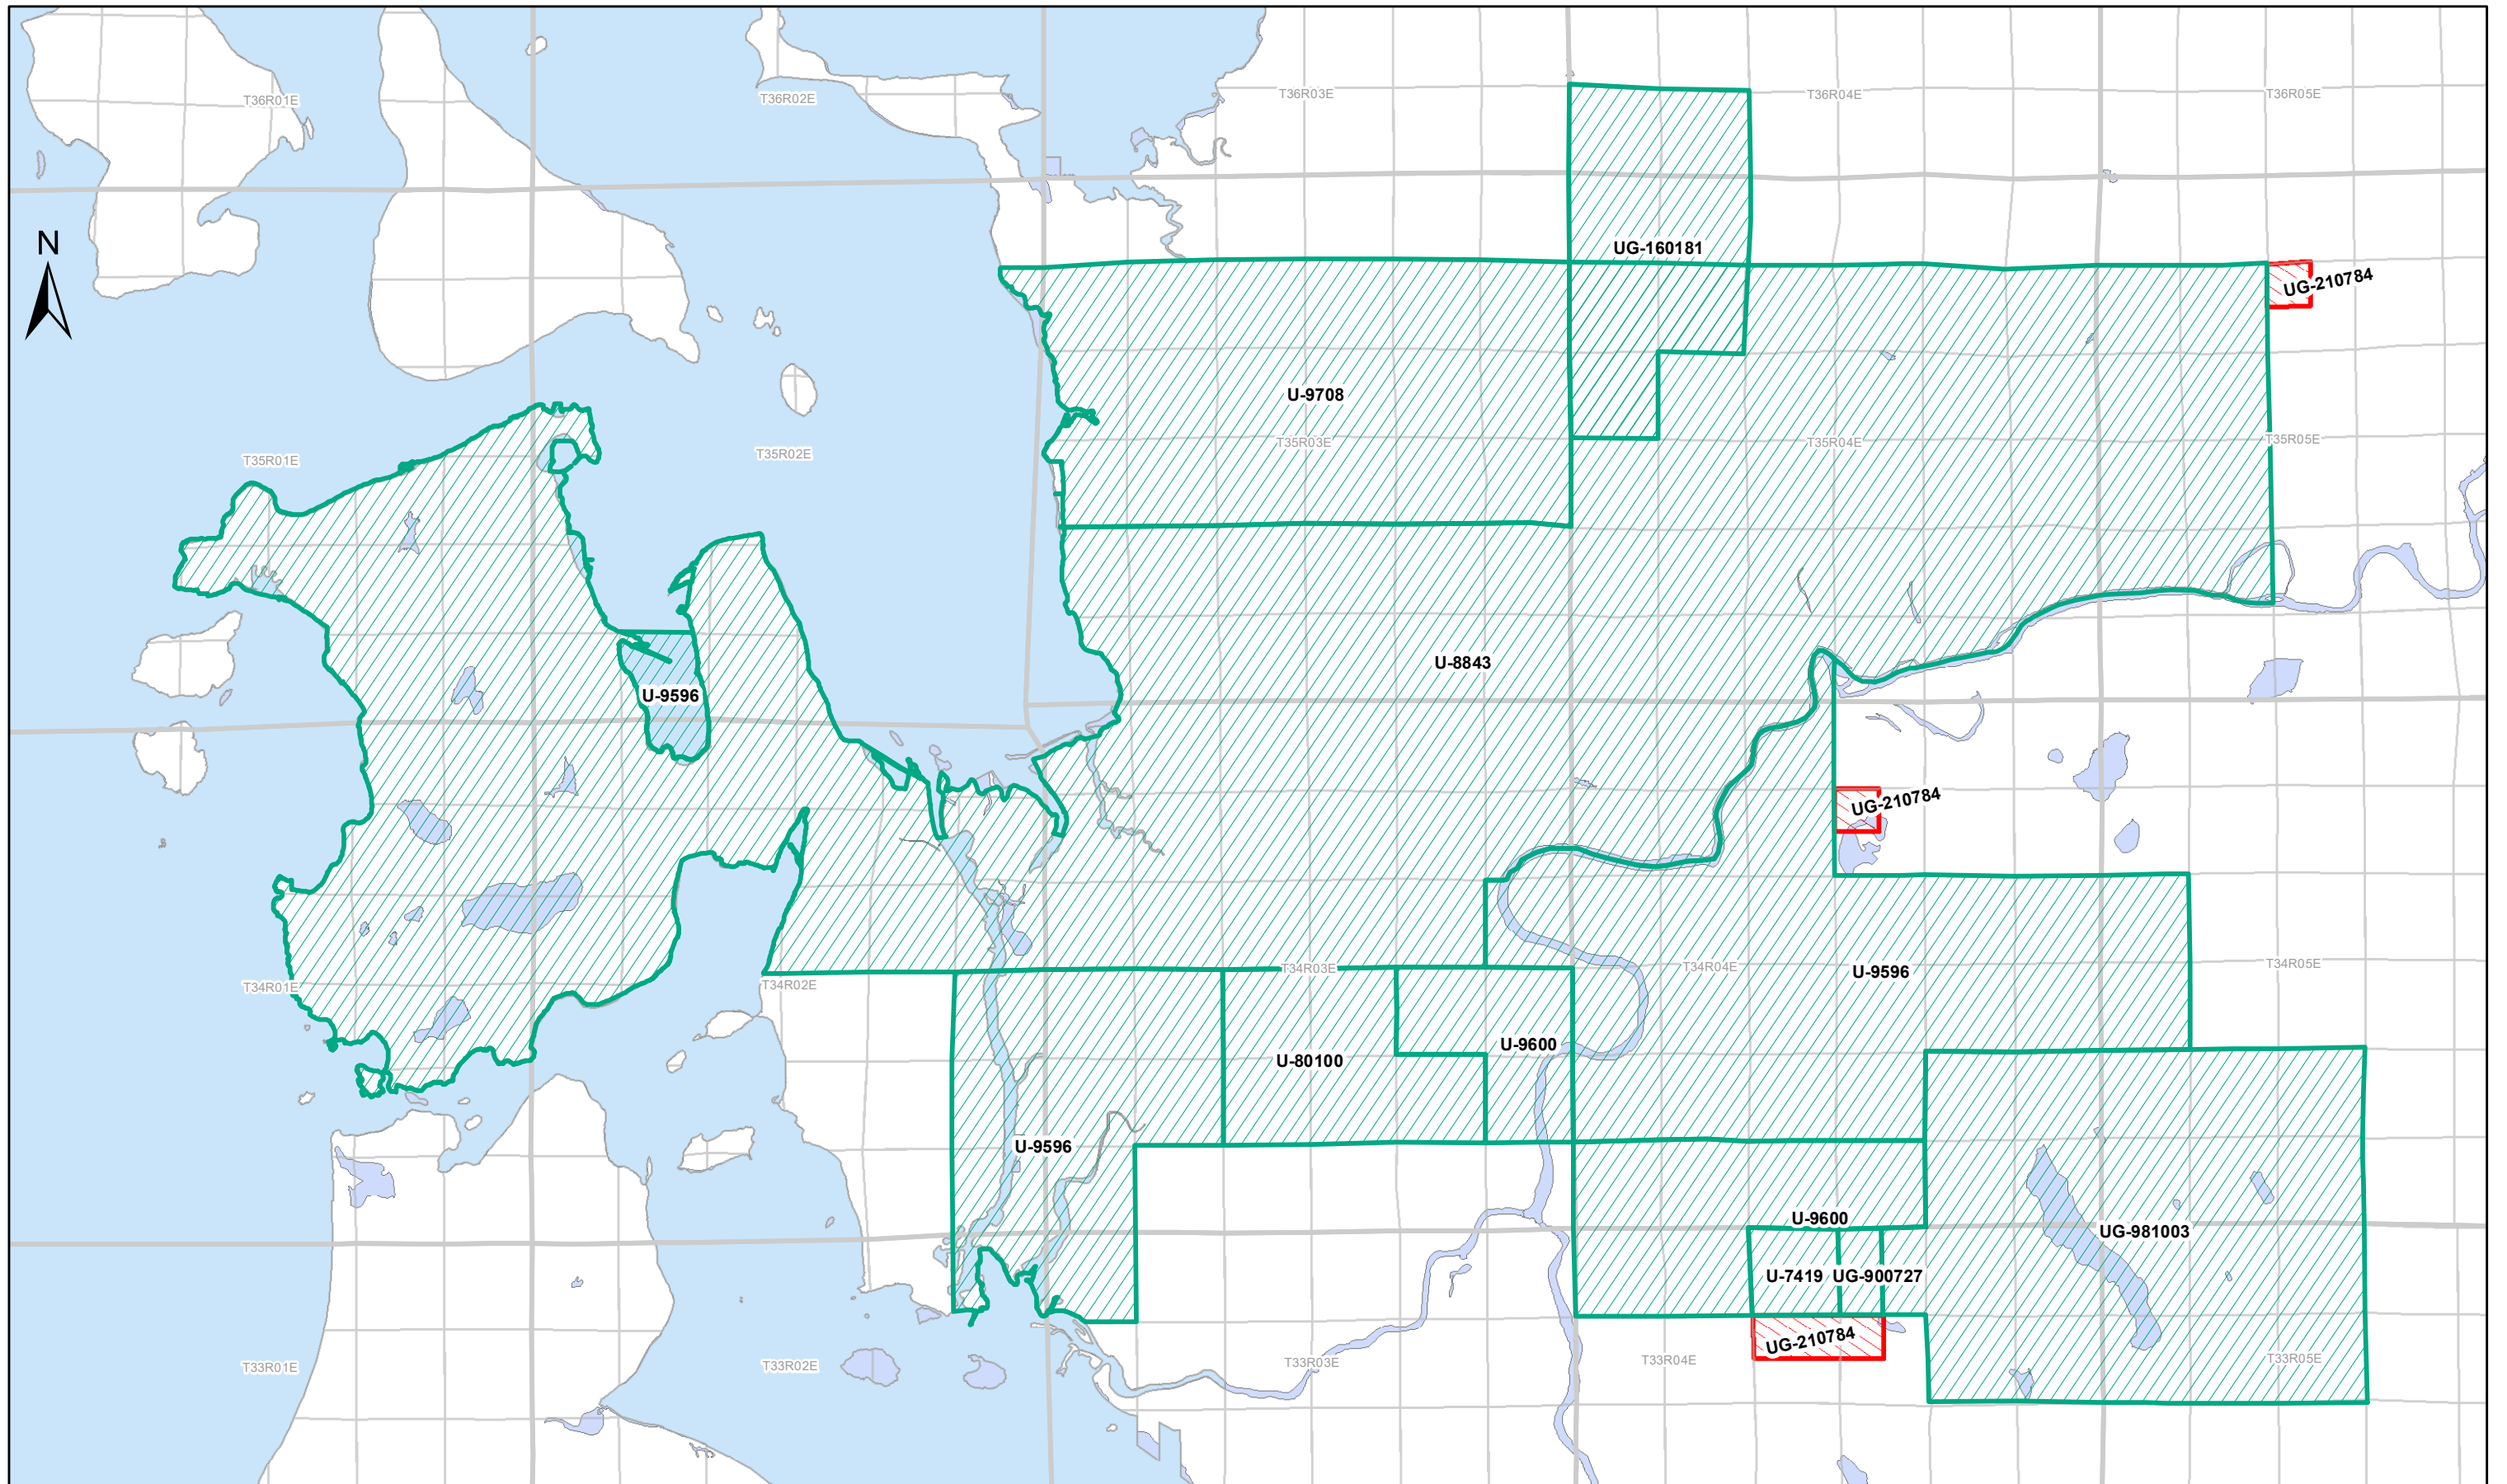 T36R01E
T36R02E
T36R03E
T36R04E
T36R05E
N
UG-160181
UG-210784
U-9708
T35R01E
T35R02E
T35R03E
T35R04E
T35R05E
U-8843
U-9596
UG-210784
T34R01E
T34R02E
T34R03E
T34R04E
U-9596
T34R05E
U-9600
U-80100
U-9596
U-9600
UG-981003
U-7419
UG-900727
UG-210784
T33R01E
T33R02E
T33R03E
T33R04E
T33R05E